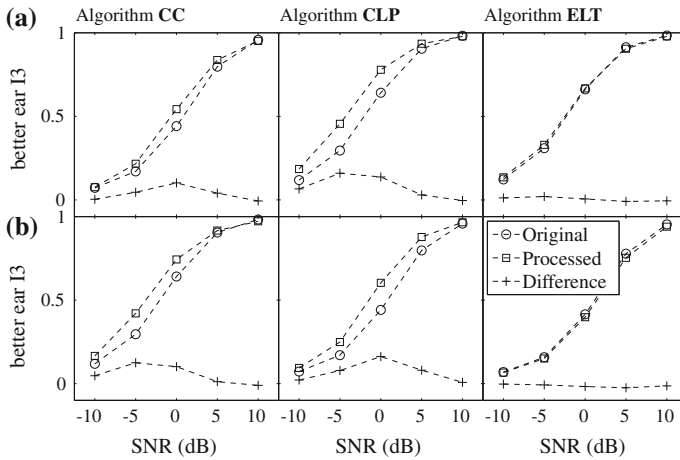 (a) Algorithm CC Algorithm CLP Algorithm ELT
1
0.5
0
better ear I3
(b)
1
0.5
0
better ear I3
Original
Processed
Difference
-10 -5 0 5 10 -10 -5 0 5 10 -10 -5 0 5 10
SNR (dB) SNR (dB) SNR (dB)